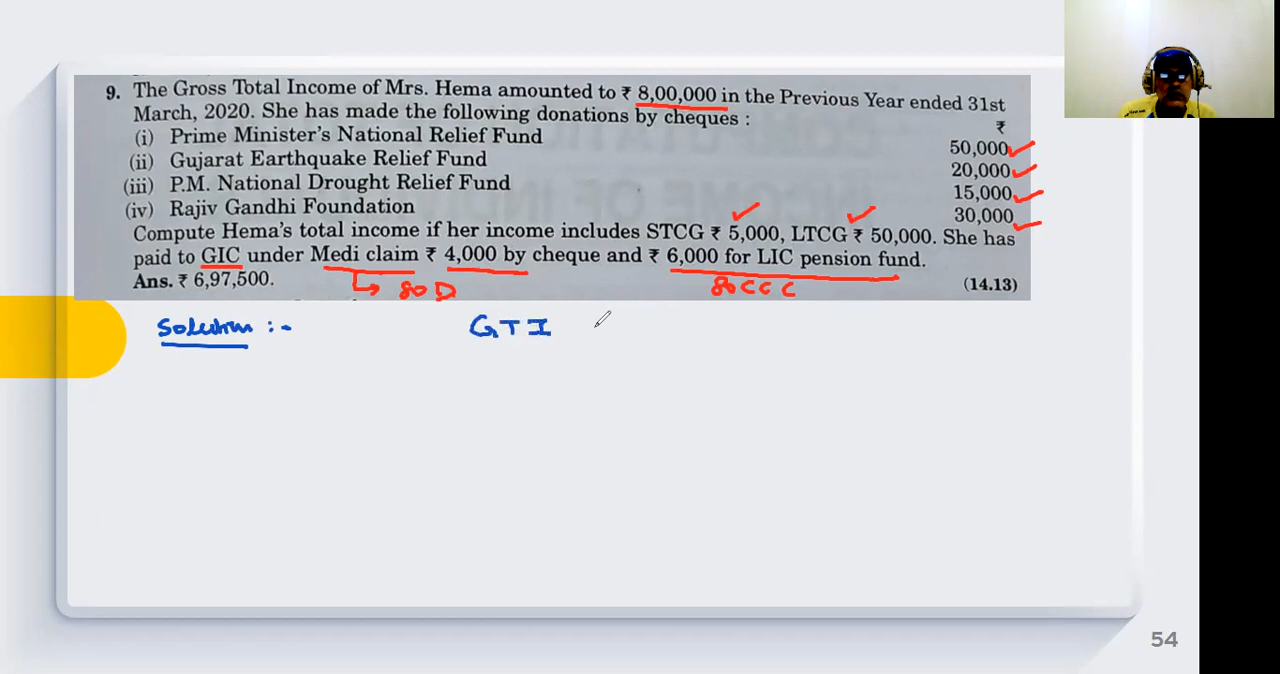 9. The Gross Total Income of Mrs. Hema amounted to ₹ 8,00,000 in the Previous Year ended 31st
March, 2020. She has made the following donations by cheques :
₹
(i) Prime Minister's National Relief Fund 50,000
(ii) Gujarat Earthquake Relief Fund 20,000
(iii) P.M. National Drought Relief Fund 15,000
(iv) Rajiv Gandhi Foundation 30,000
Compute Hema's total income if her income includes STCG ₹ 5,000, LTCG ₹ 50,000. She has
paid to GIC under Medi claim ₹ 4,000 by cheque and ₹ 6,000 for LIC pension fund.
Ans. ₹ 6,97,500. (14.13)
80 D 80 CCC
Solution :- GTI
54